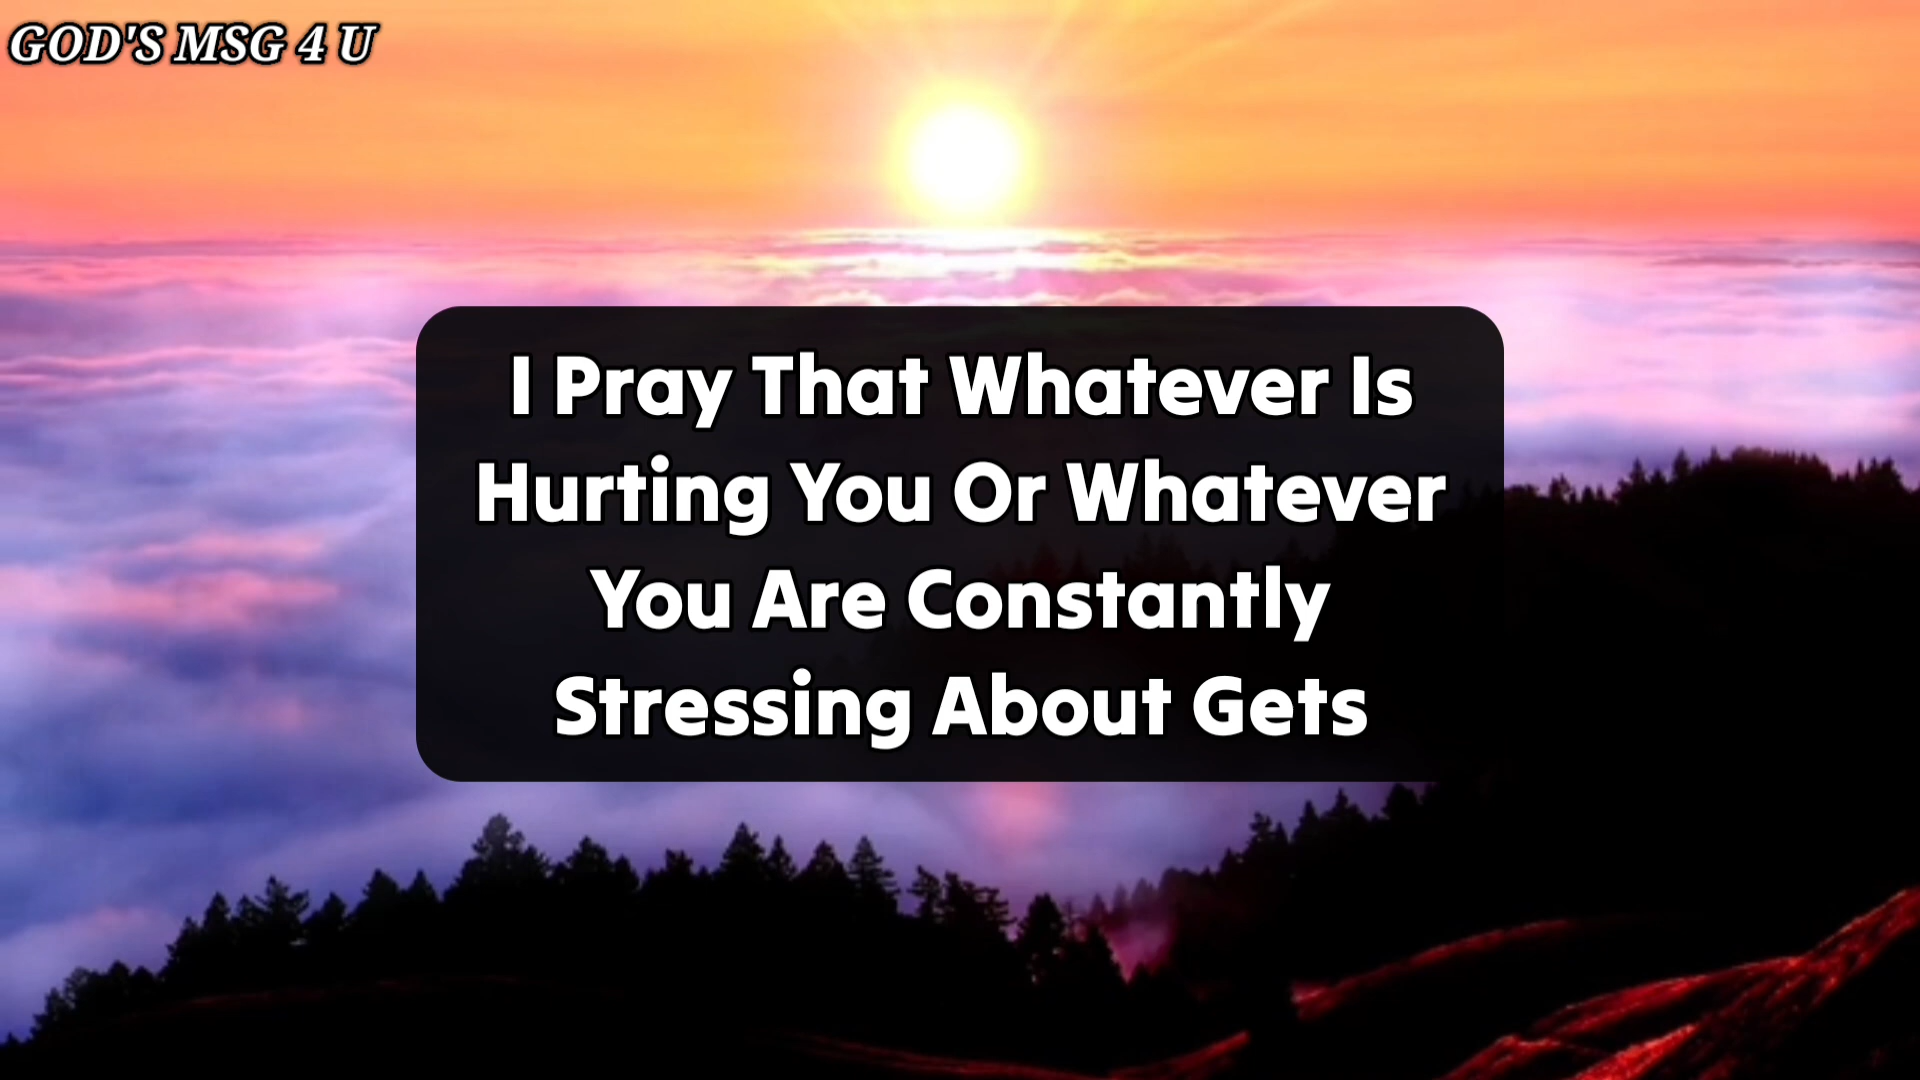 GOD'S MSG 4 U
I Pray That Whatever Is
Hurting You Or Whatever
You Are Constantly
Stressing About Gets